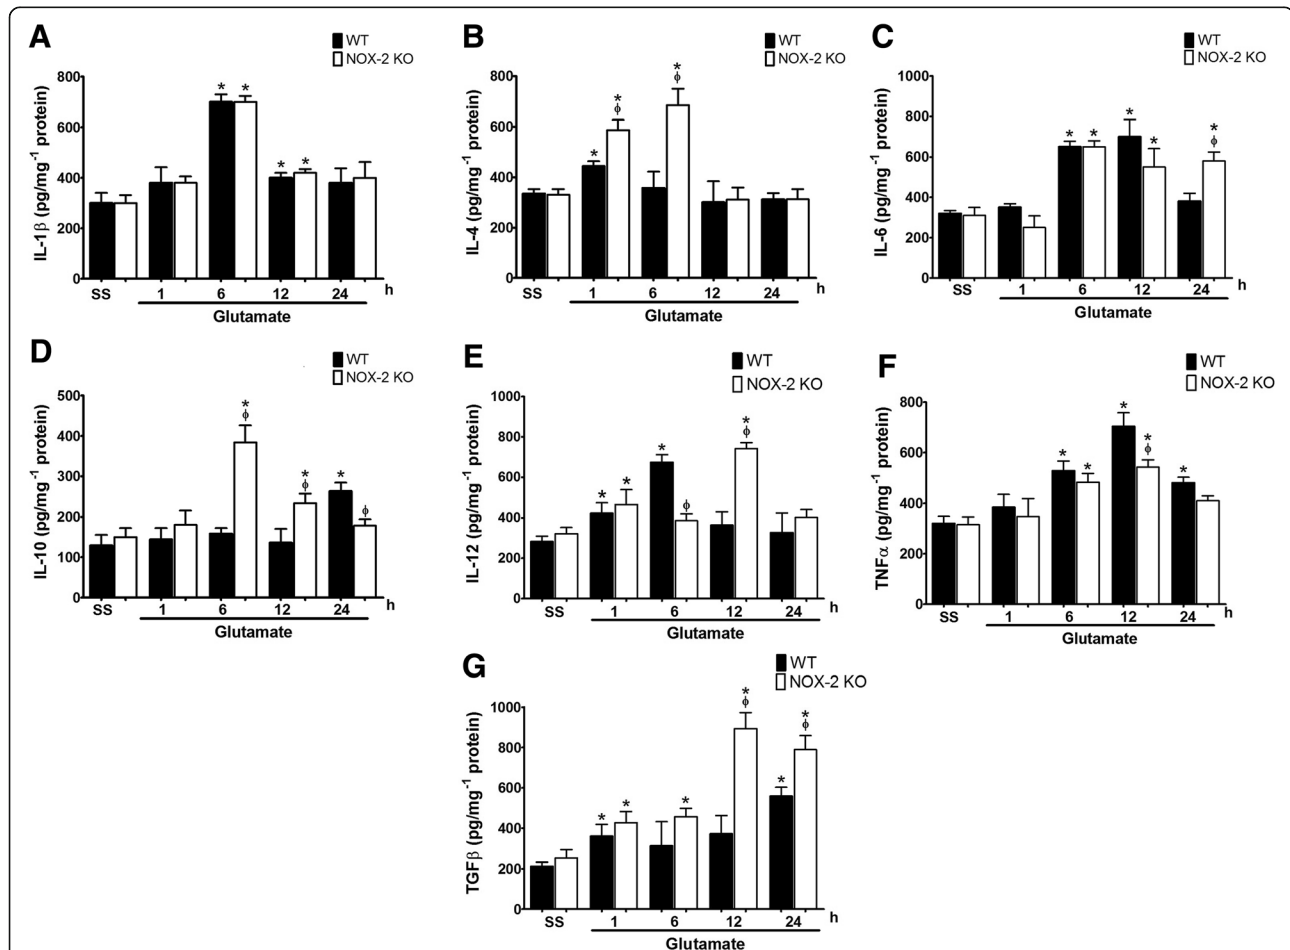 A
WT
NOX-2 KO
IL-1β (pg/mg⁻¹ protein)
800
600
400
200
0
* * * *
SS 1 6 12 24 h
Glutamate
B
WT
NOX-2 KO
IL-4 (pg/mg⁻¹ protein)
800
600
400
200
0
* * ϕ * ϕ
SS 1 6 12 24 h
Glutamate
C
WT
NOX-2 KO
IL-6 (pg/mg⁻¹ protein)
1000
800
600
400
200
0
* * * * * ϕ
SS 1 6 12 24 h
Glutamate
D
WT
NOX-2 KO
IL-10 (pg/mg⁻¹ protein)
500
400
300
200
100
0
* ϕ * ϕ * ϕ
SS 1 6 12 24 h
Glutamate
E
WT
NOX-2 KO
IL-12 (pg/mg⁻¹ protein)
1000
800
600
400
200
0
* * * ϕ * ϕ
SS 1 6 12 24 h
Glutamate
F
WT
NOX-2 KO
TNFα (pg/mg⁻¹ protein)
800
600
400
200
0
* * * * ϕ *
SS 1 6 12 24 h
Glutamate
G
WT
NOX-2 KO
TGFβ (pg/mg⁻¹ protein)
1000
800
600
400
200
0
* * * * ϕ * * ϕ
SS 1 6 12 24 h
Glutamate